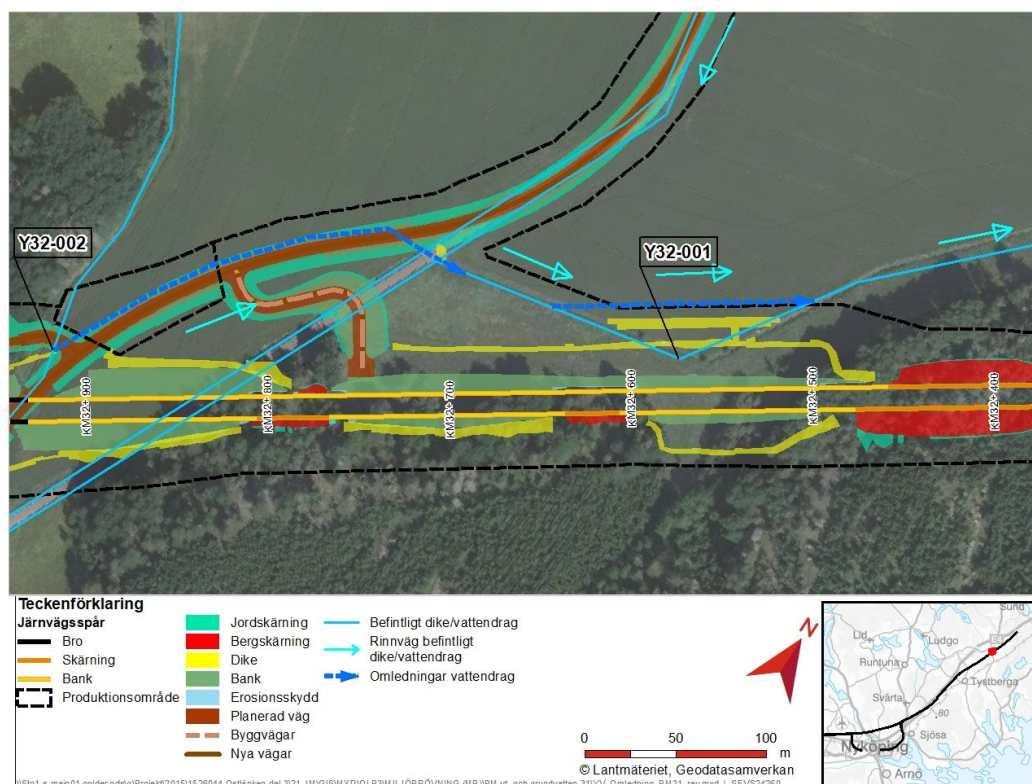 Y32-002
Y32-001
KM32+ 900
KM32+ 800
KM32+ 700
KM32+ 600
KM32+ 500
KM32+ 400
Teckenförklaring
Järnvägsspår
Bro
Skärning
Bank
Produktionsområde
Jordskärning
Bergskärning
Dike
Bank
Erosionsskydd
Planerad väg
Byggvägar
Nya vägar
Befintligt dike/vattendrag
Rinnväg befintligt
dike/vattendrag
Omledningar vattendrag
N
0 50 100
m
© Lantmäteriet, Geodatasamverkan
Sund
Lid
Ludgo
E4
Runtuna
Tystberga
Svärta
80
Sjösa
Nyköping
Arnö